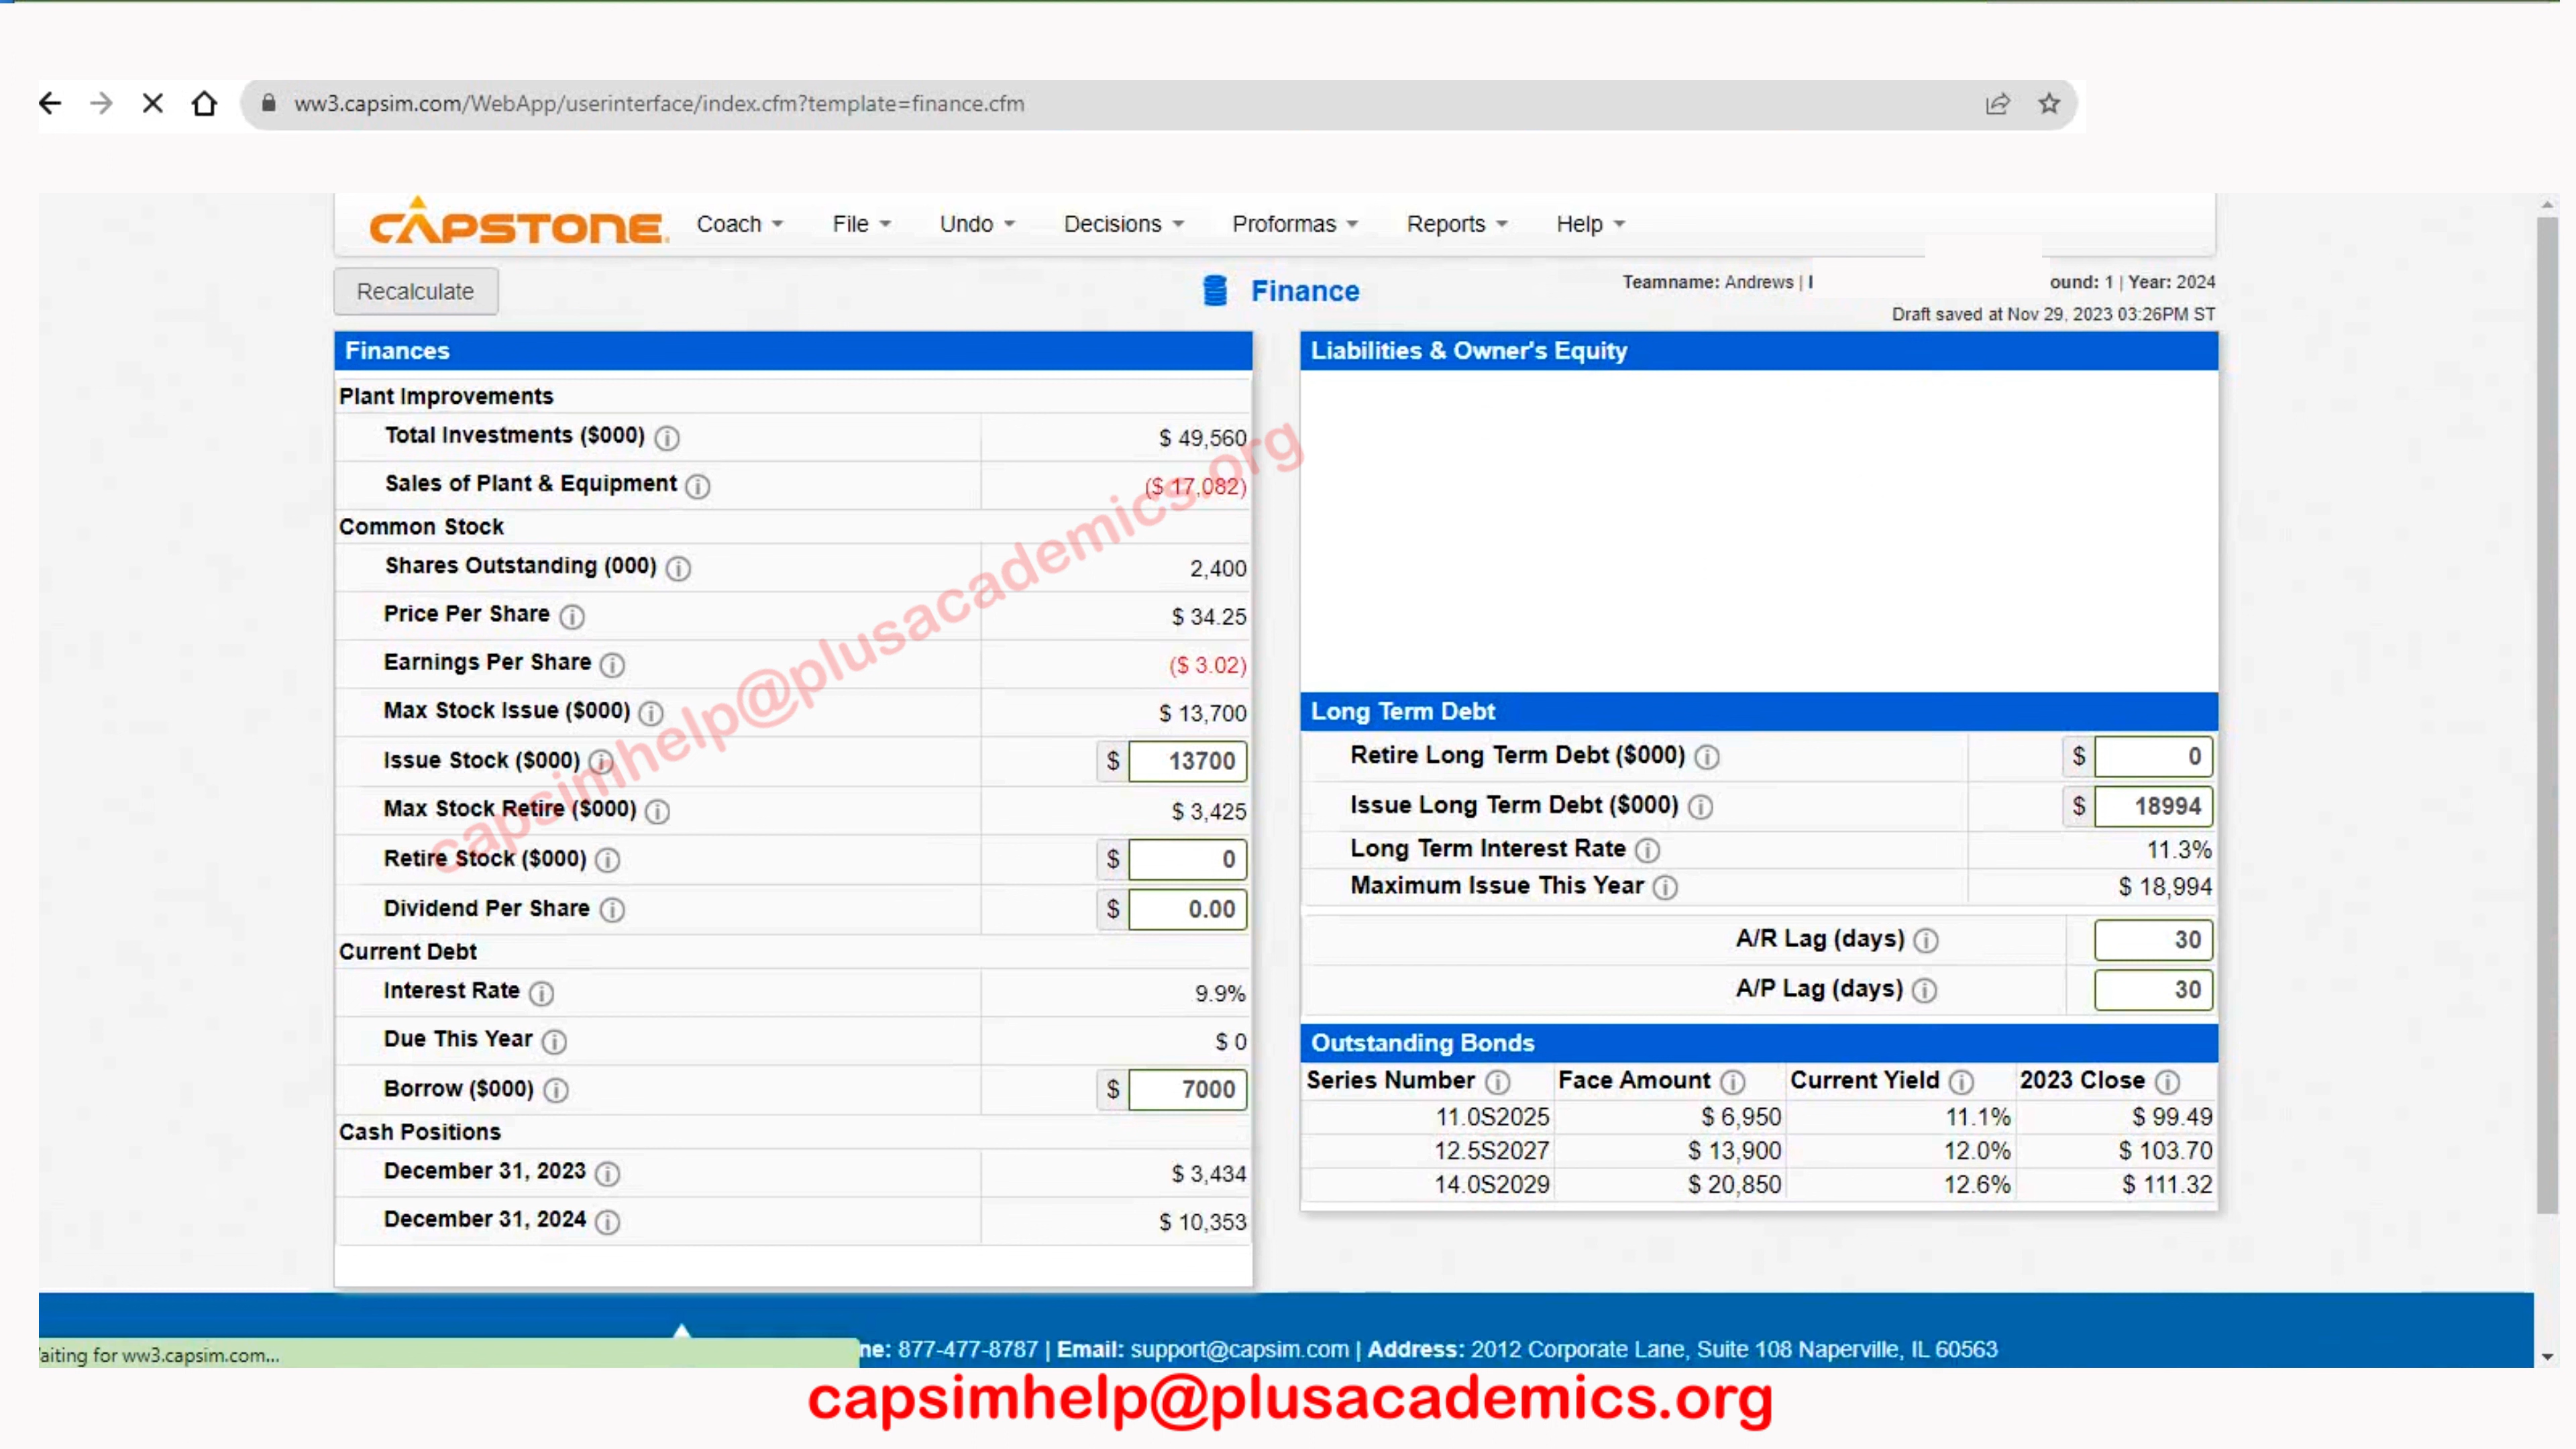 ww3.capsim.com/WebApp/userinterface/index.cfm?template=finance.cfm
CAPSTONE. Coach File Undo Decisions Proformas Reports Help
Recalculate
Finance
Teamname: Andrews |
ound: 1 | Year: 2024
Draft saved at Nov 29, 2023 03:26PM ST
Finances
Plant Improvements
Total Investments ($000) $ 49,560
Sales of Plant & Equipment ($ 17,082)
Common Stock
Shares Outstanding (000) 2,400
Price Per Share $ 34.25
Earnings Per Share ($ 3.02)
Max Stock Issue ($000) $ 13,700
Issue Stock ($000) $ 13700
Max Stock Retire ($000) $ 3,425
Retire Stock ($000) $ 0
Dividend Per Share $ 0.00
Current Debt
Interest Rate 9.9%
Due This Year $ 0
Borrow ($000) $ 7000
Cash Positions
December 31, 2023 $ 3,434
December 31, 2024 $ 10,353
Liabilities & Owner's Equity
Long Term Debt
Retire Long Term Debt ($000) $ 0
Issue Long Term Debt ($000) $ 18994
Long Term Interest Rate 11.3%
Maximum Issue This Year $ 18,994
A/R Lag (days) 30
A/P Lag (days) 30
Outstanding Bonds
Series Number Face Amount Current Yield 2023 Close
11.0S2025 $ 6,950 11.1% $ 99.49
12.5S2027 $ 13,900 12.0% $ 103.70
14.0S2029 $ 20,850 12.6% $ 111.32
capsimhelp@plusacademics.org
aiting for ww3.capsim.com...
ne: 877-477-8787 | Email: support@capsim.com | Address: 2012 Corporate Lane, Suite 108 Naperville, IL 60563
capsimhelp@plusacademics.org